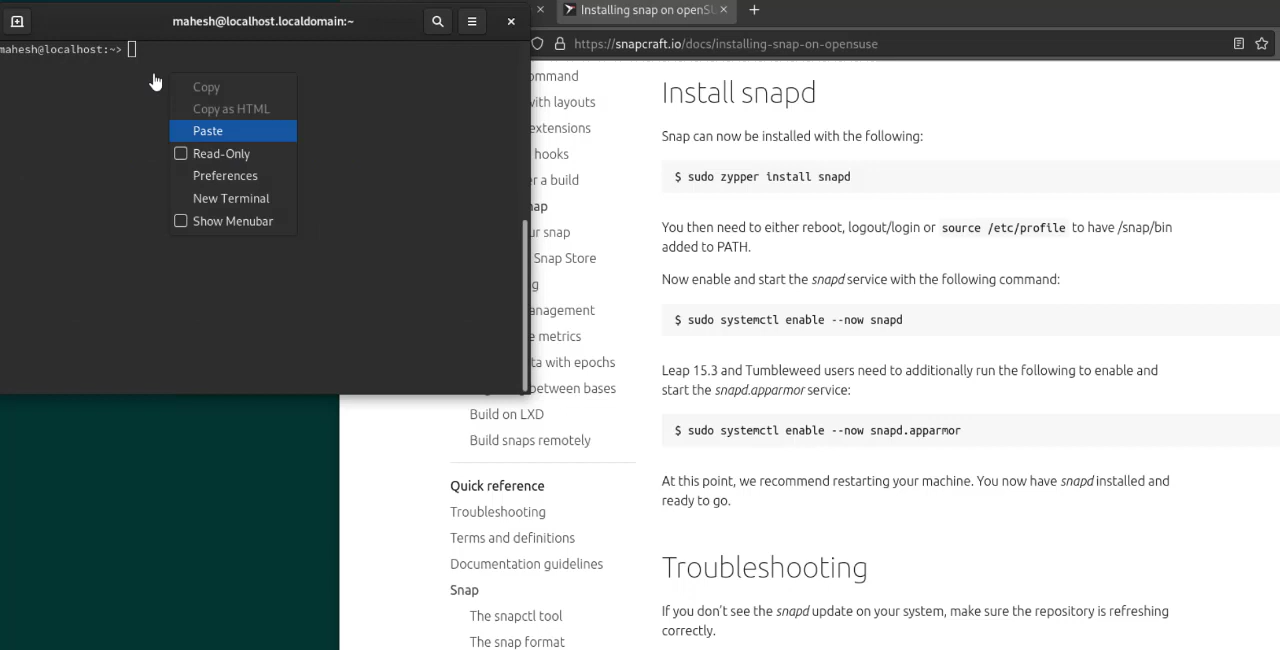 mahesh@localhost.localdomain:~
mahesh@localhost:~>
Copy
Copy as HTML
Paste
Read-Only
Preferences
New Terminal
Show Menubar
Installing snap on openSU
https://snapcraft.io/docs/installing-snap-on-opensuse
ommand
with layouts
extensions
hooks
r a build
ap
ur snap
Snap Store
g
anagement
e metrics
ta with epochs
between bases
Build on LXD
Build snaps remotely
Quick reference
Troubleshooting
Terms and definitions
Documentation guidelines
Snap
The snapctl tool
The snap format
Install snapd
Snap can now be installed with the following:
$ sudo zypper install snapd
You then need to either reboot, logout/login or source /etc/profile to have /snap/bin
added to PATH.
Now enable and start the snapd service with the following command:
$ sudo systemctl enable --now snapd
Leap 15.3 and Tumbleweed users need to additionally run the following to enable and
start the snapd.apparmor service:
$ sudo systemctl enable --now snapd.apparmor
At this point, we recommend restarting your machine. You now have snapd installed and
ready to go.
Troubleshooting
If you don't see the snapd update on your system, make sure the repository is refreshing
correctly.